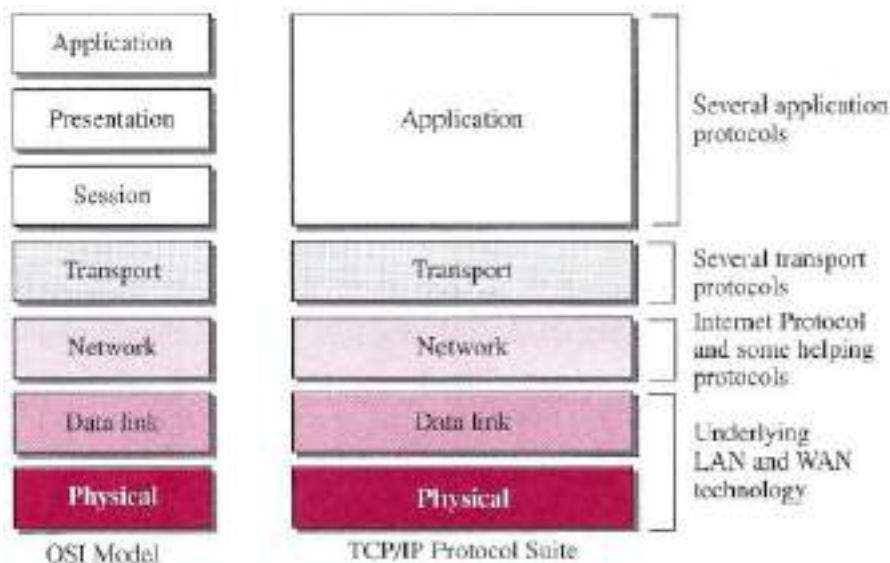 Application
Presentation
Session
Transport
Network
Data link
Physical
OSI Model
Application
Transport
Network
Data link
Physical
TCP/IP Protocol Suite
Several application
protocols
Several transport
protocols
Internet Protocol
and some helping
protocols
Underlying
LAN and WAN
technology